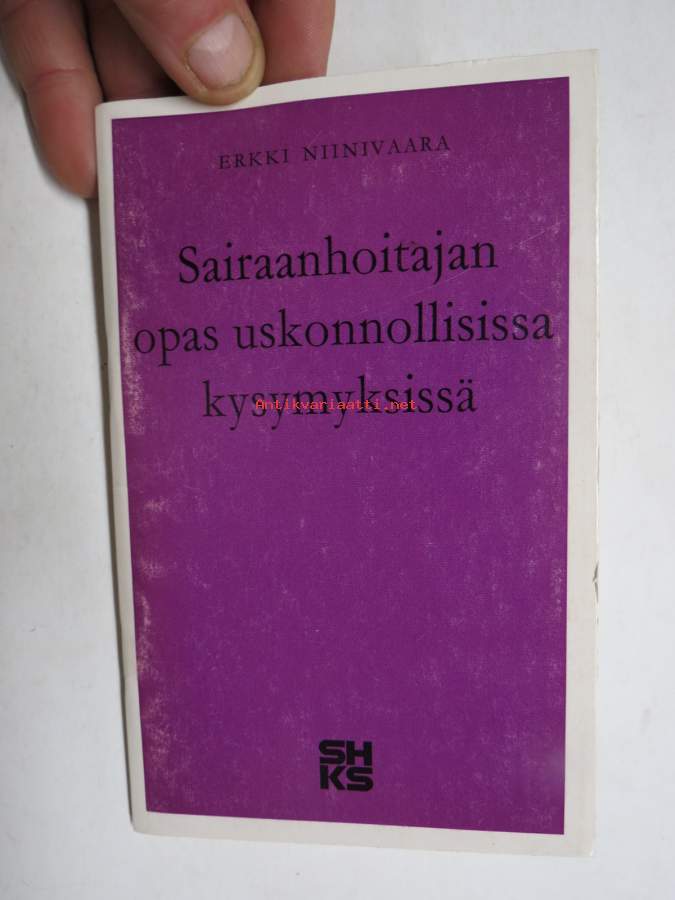 ERKKI NIINIVAARA
Sairaanhoitajan
opas uskonnollisissa
kysymyksissä
Antikvariaatti.net
SH
KS